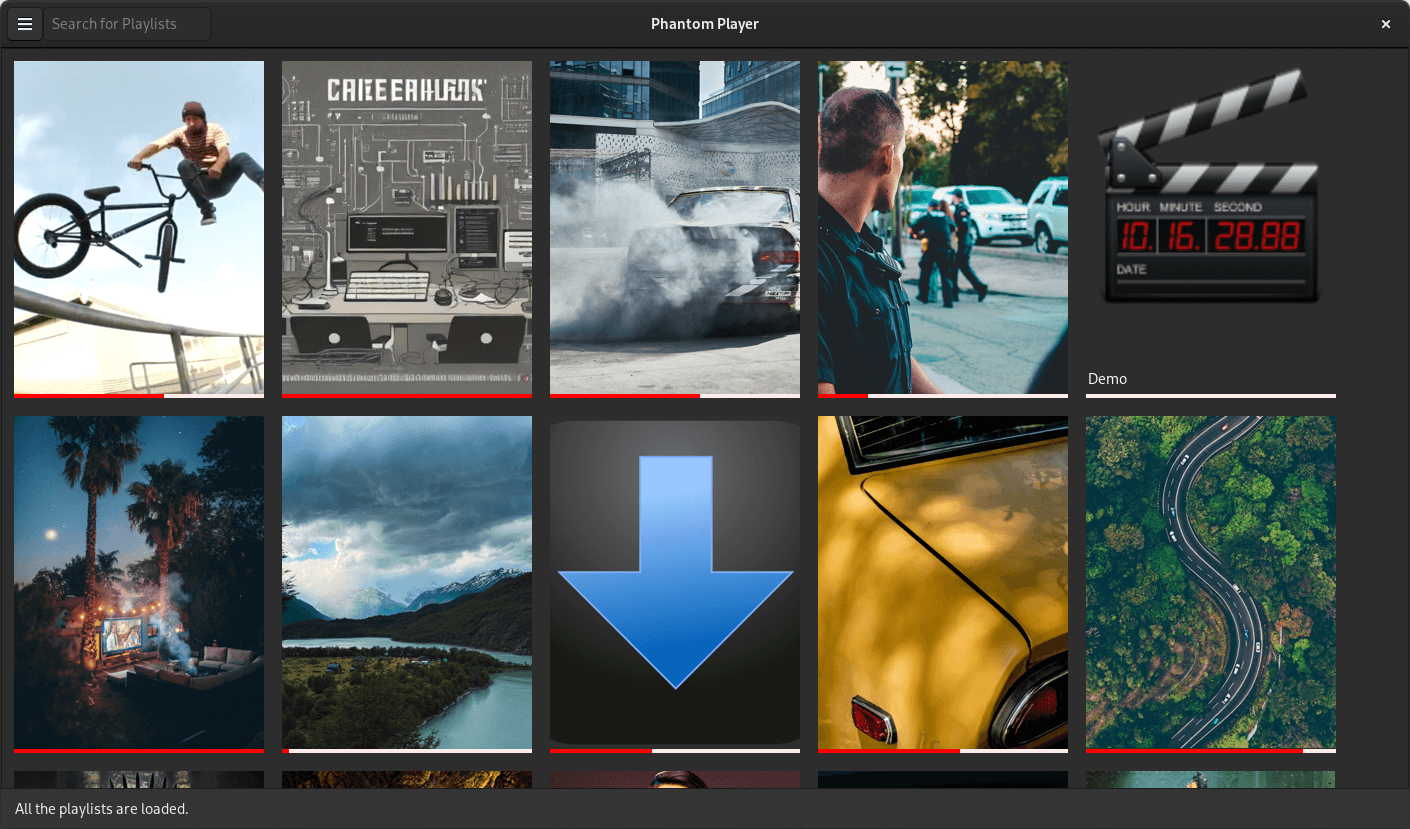 Search for Playlists
Phantom Player
HOUR MINUTE SECOND
10. 16. 28.88
DATE
Demo
All the playlists are loaded.